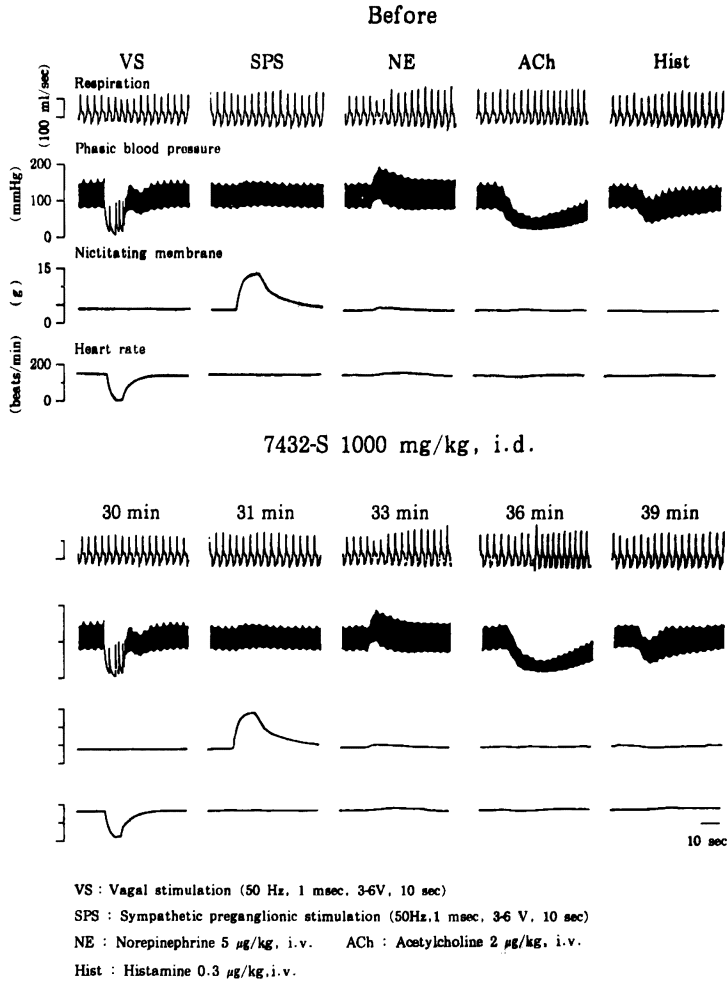 Before
VS SPS NE ACh Hist
Respiration
(100 ml/sec)
Phasic blood pressure
200
100
0
(mmHg)
Nictitating membrane
15
0
(g)
Heart rate
200
0
(beats/min)
7432-S 1000 mg/kg, i.d.
30 min 31 min 33 min 36 min 39 min
10 sec
VS : Vagal stimulation (50 Hz, 1 msec, 3-6V, 10 sec)
SPS : Sympathetic preganglionic stimulation (50Hz,1 msec, 3-6 V, 10 sec)
NE : Norepinephrine 5 μg/kg, i.v. ACh : Acetylcholine 2 μg/kg, i.v.
Hist : Histamine 0.3 μg/kg,i.v.